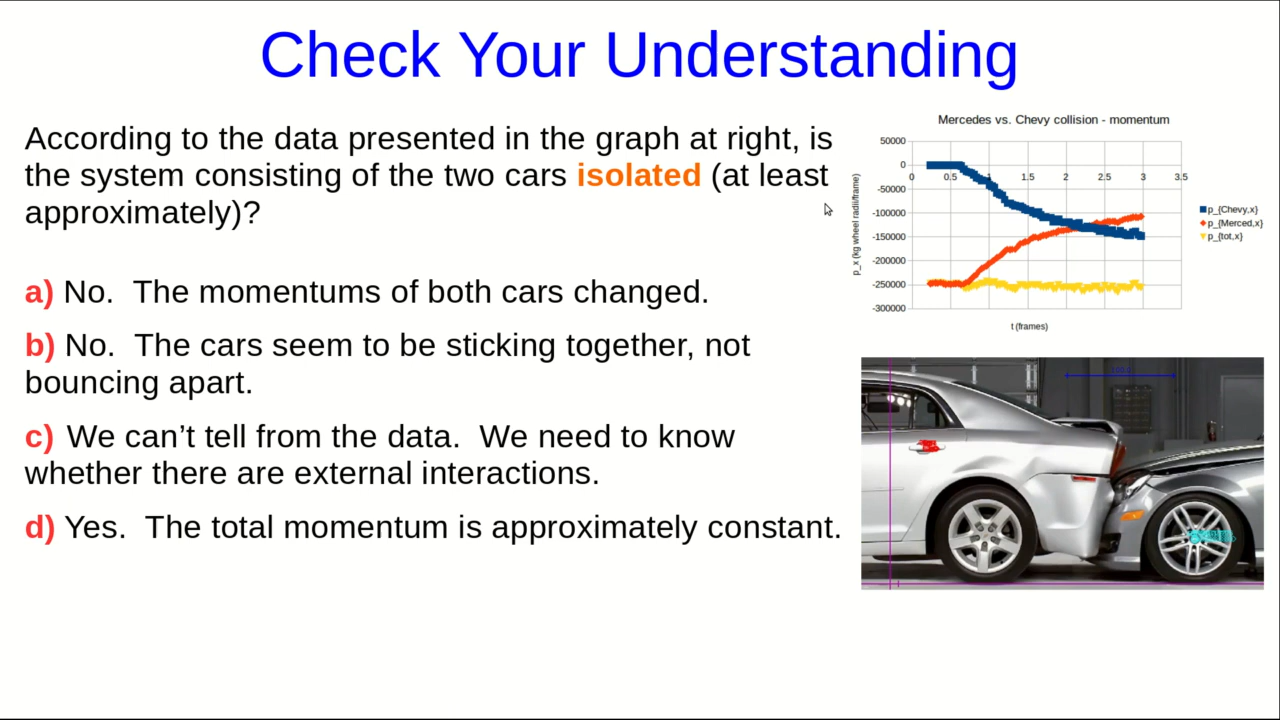 Check Your Understanding
According to the data presented in the graph at right, is
the system consisting of the two cars isolated (at least
approximately)?
a) No.  The momentums of both cars changed.
b) No.  The cars seem to be sticking together, not
bouncing apart.
c) We can’t tell from the data.  We need to know
whether there are external interactions.
d) Yes.  The total momentum is approximately constant.
Mercedes vs. Chevy collision - momentum
p_x (kg wheel radii/frame)
50000
0
-50000
-100000
-150000
-200000
-250000
-300000
0 0.5 1 1.5 2 2.5 3 3.5
t (frames)
p_{Chevy,x}
p_{Merced,x}
p_{tot,x}